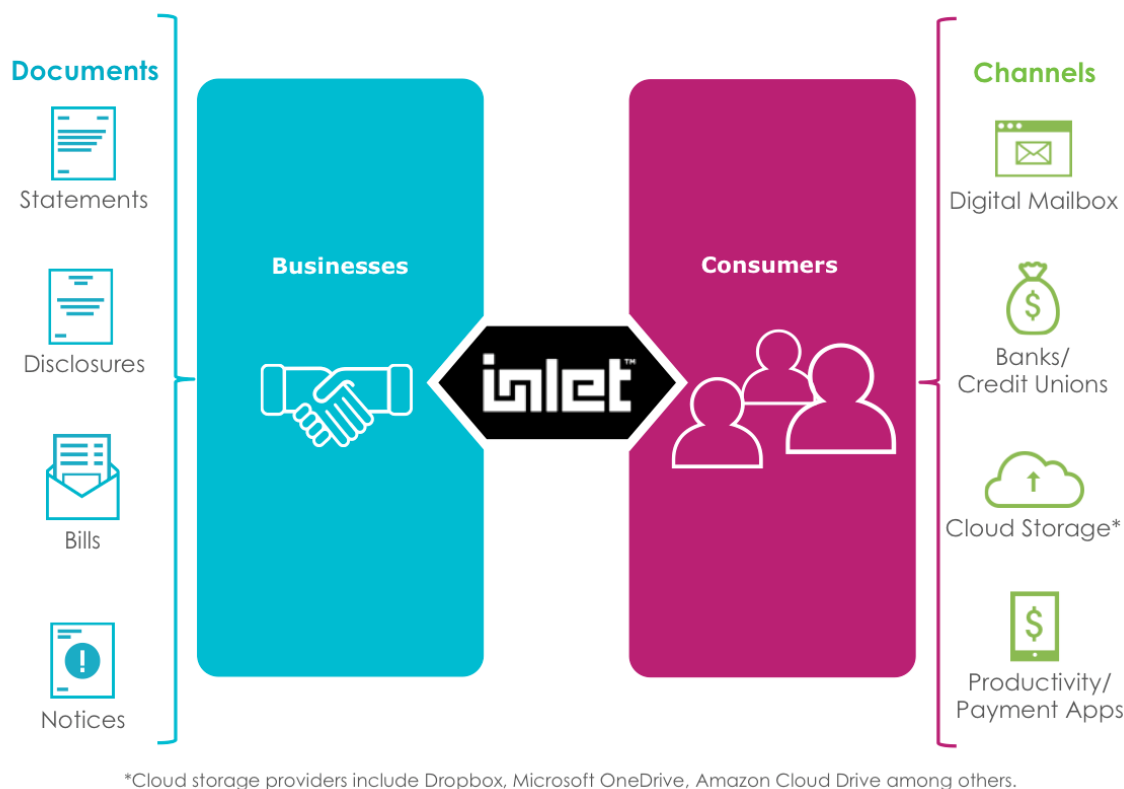 Documents
Statements
Disclosures
Bills
Notices
Businesses
inlet™
Consumers
Channels
Digital Mailbox
Banks/
Credit Unions
Cloud Storage*
Productivity/
Payment Apps
*Cloud storage providers include Dropbox, Microsoft OneDrive, Amazon Cloud Drive among others.